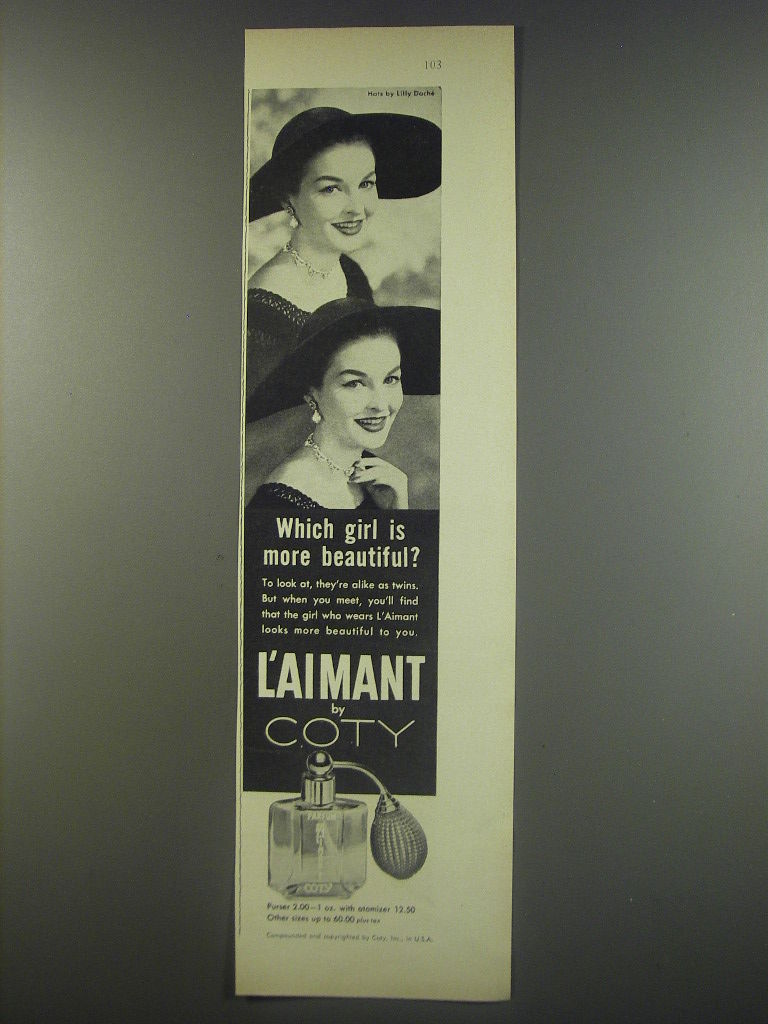 103
Hats by Lilly Daché
Which girl is
more beautiful?
To look at, they're alike as twins.
But when you meet, you'll find
that the girl who wears L'Aimant
looks more beautiful to you.
L'AIMANT
by
COTY
PARFUM
COTY
Purser 2.00—1 oz. with atomizer 12.50
Other sizes up to 60.00 plus tax
Compounded and copyrighted by Coty, Inc., in U.S.A.